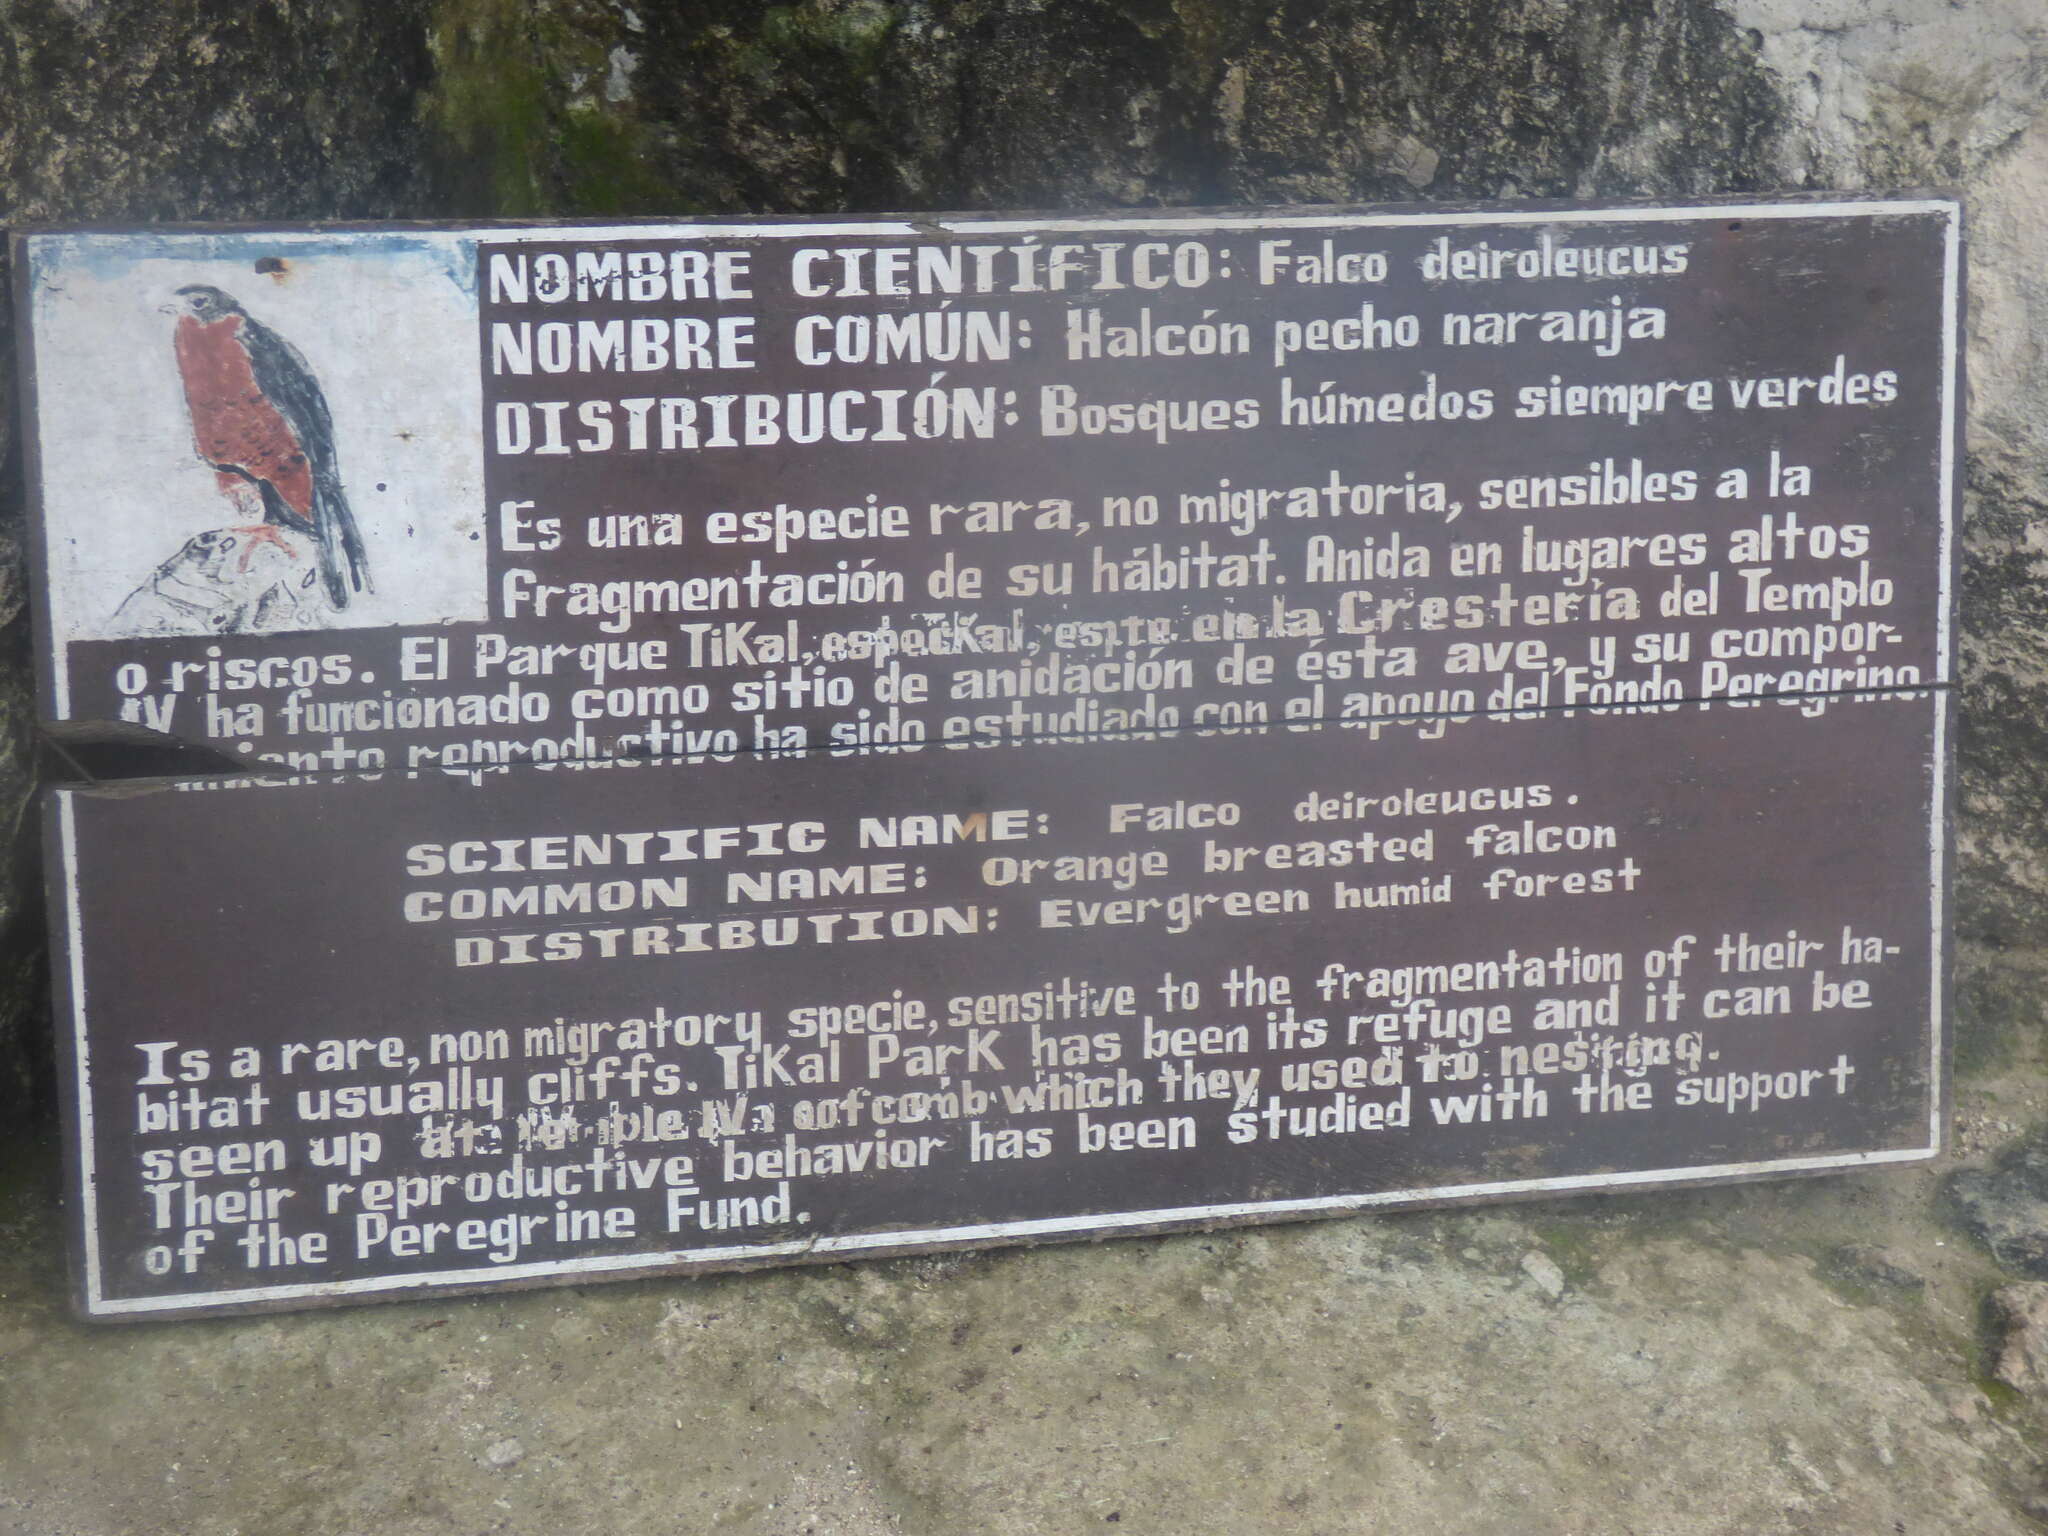 NOMBRE CIENTÍFICO: Falco deiroleucus
NOMBRE COMÚN: Halcón pecho naranja
DISTRIBUCIÓN: Bosques húmedos siempre verdes
Es una especie rara, no migratoria, sensibles a la
fragmentación de su hábitat. Anida en lugares altos
o riscos. El Parque TiKal, en la Crestería del Templo
IV ha funcionado como sitio de anidación de ésta ave, y su compor-
miento reproductivo ha sido estudiado con el apoyo del Fondo Peregrino.
SCIENTIFIC NAME: Falco deiroleucus.
COMMON NAME: Orange breasted falcon
DISTRIBUTION: Evergreen humid forest
Is a rare, non migratory specie, sensitive to the fragmentation of their ha-
bitat usually cliffs. TiKal ParK has been its refuge and it can be
seen up at temple IV comb which they used to nesting.
Their reproductive behavior has been studied with the support
of the Peregrine Fund.